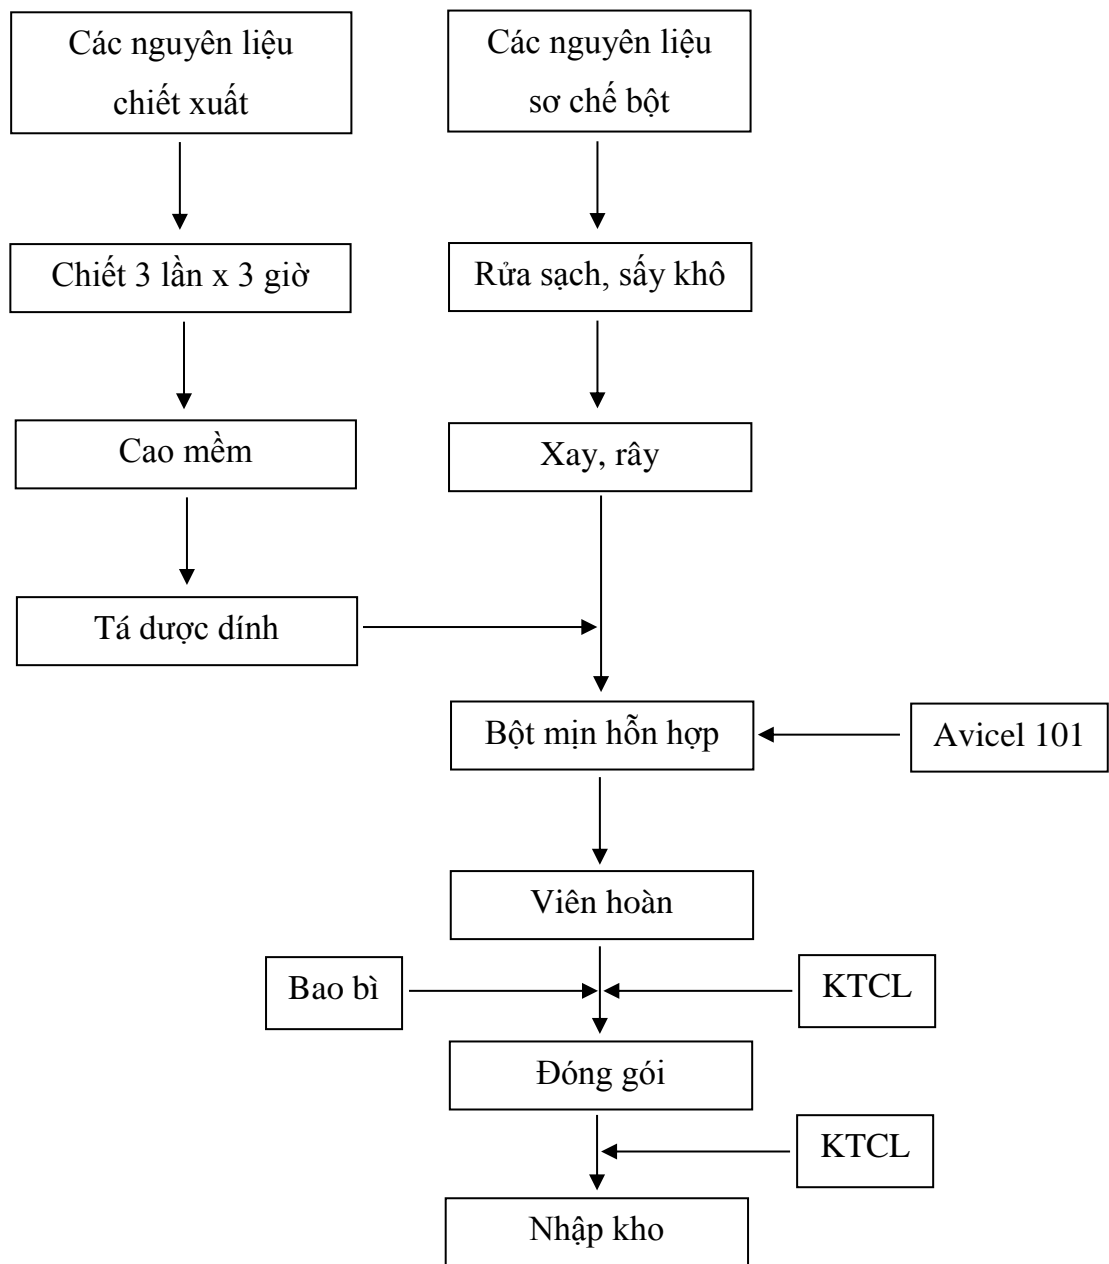 Các nguyên liệu
chiết xuất
Các nguyên liệu
sơ chế bột
Chiết 3 lần x 3 giờ
Rửa sạch, sấy khô
Cao mềm
Xay, rây
Tá dược dính
Bột mịn hỗn hợp
Avicel 101
Viên hoàn
Bao bì
KTCL
Đóng gói
KTCL
Nhập kho